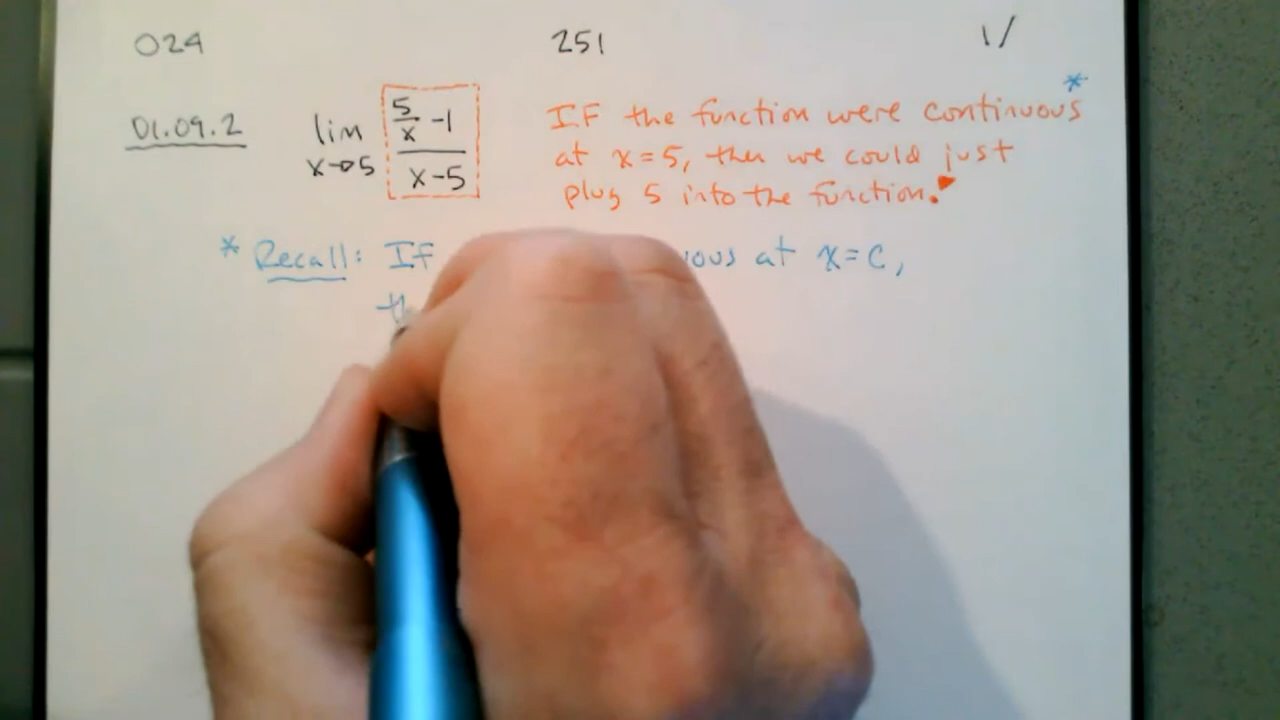 024 251 1/
01.09.2 lim x→5 (5/x -1)/(x-5)
IF the function were continuous*
at x=5, then we could just
plug 5 into the function.
* Recall: If at x=c,